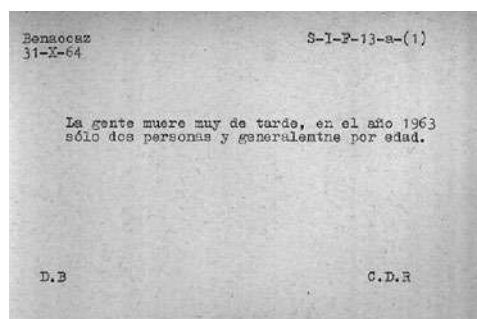 Benaocaz
S-I-F-13-a-(1)
31-X-64
La gente muere muy de tarde, en el año 1963
sólo dos personas y generalemtne por edad.
D.B
C.D.R